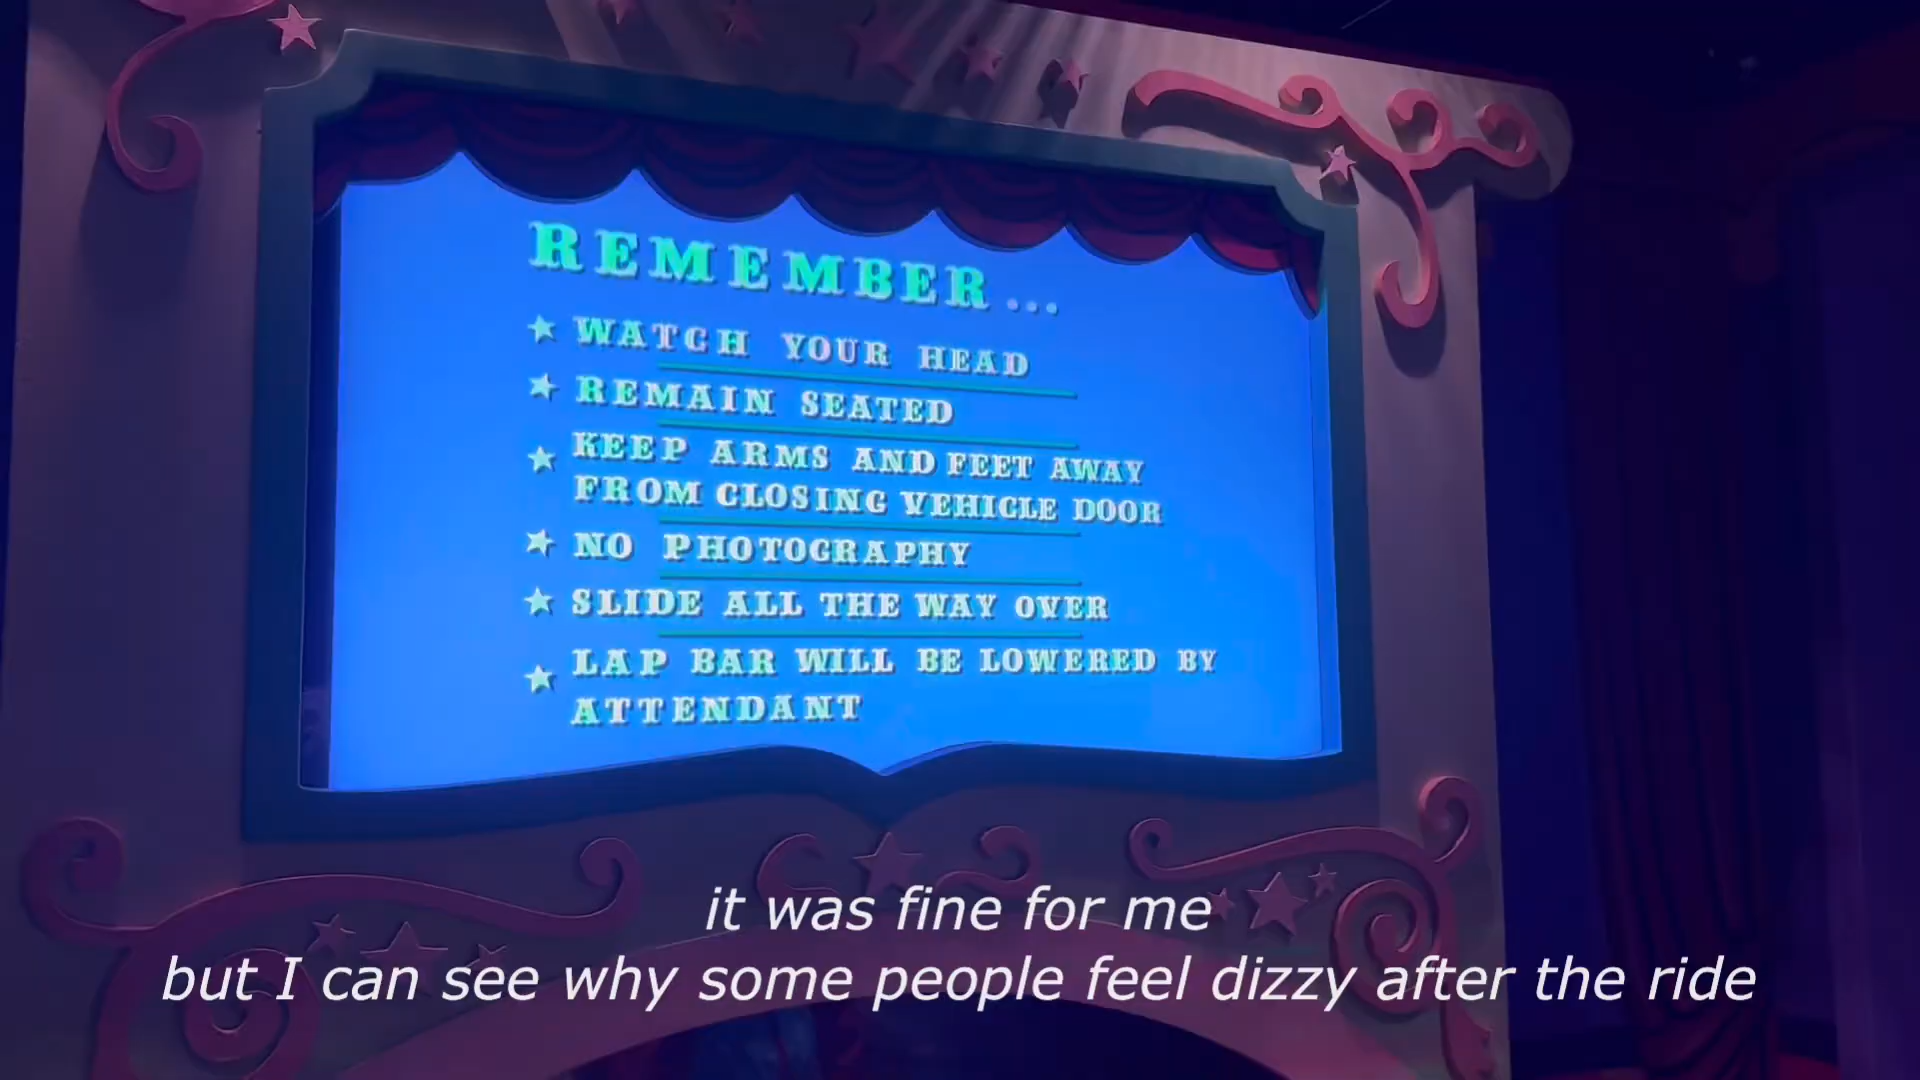 REMEMBER...
★ WATCH YOUR HEAD
★ REMAIN SEATED
★ KEEP ARMS AND FEET AWAY
FROM CLOSING VEHICLE DOOR
★ NO PHOTOGRAPHY
★ SLIDE ALL THE WAY OVER
★ LAP BAR WILL BE LOWERED BY
ATTENDANT
it was fine for me
but I can see why some people feel dizzy after the ride